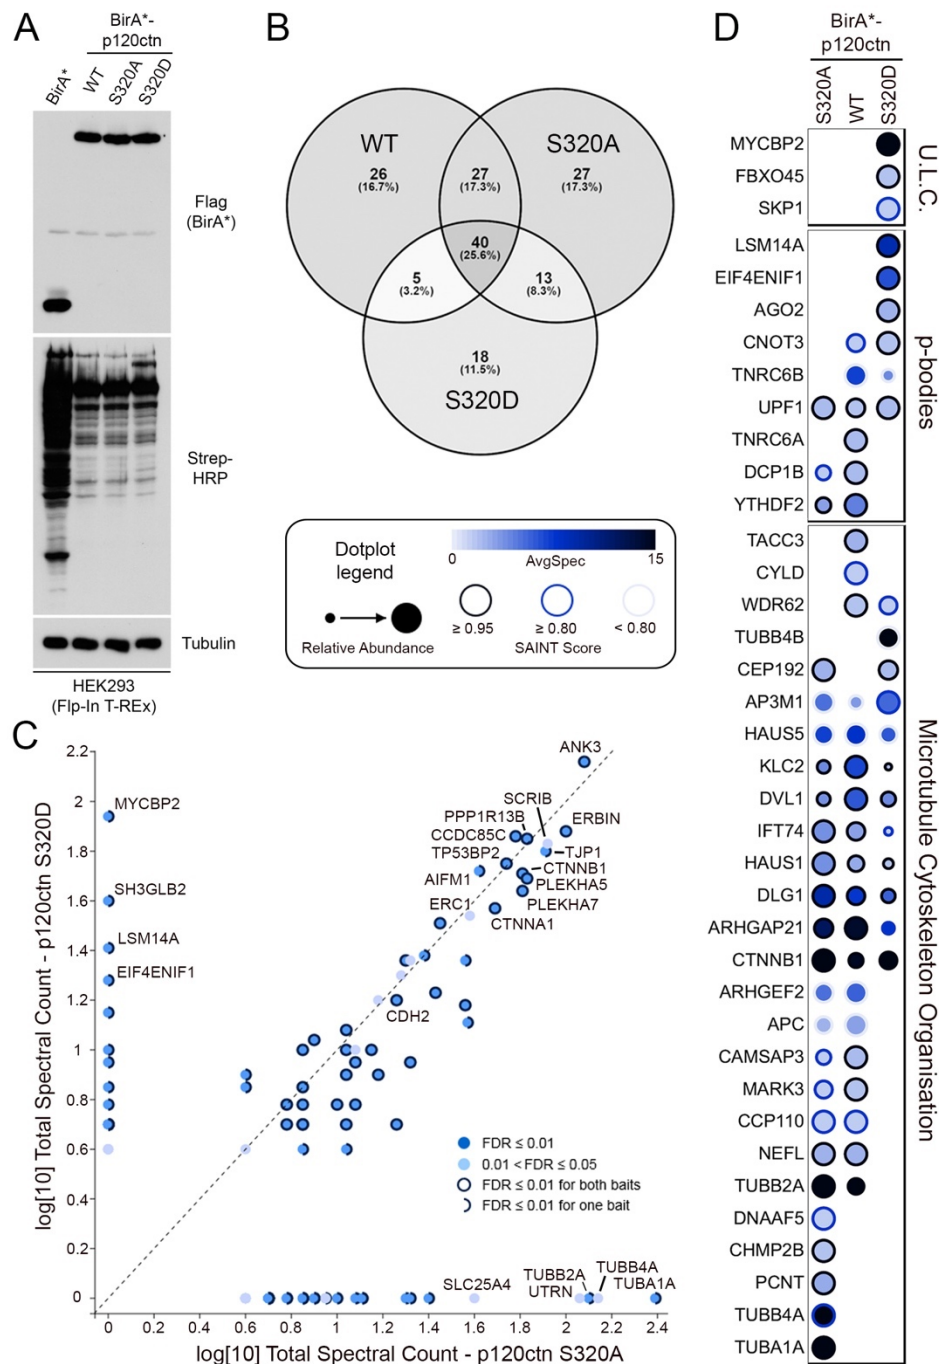 A
BirA*-
p120ctn
BirA*
WT
S320A
S320D
Flag
(BirA*)
Strep-
HRP
Tubulin
HEK293
(Flp-In T-REx)
B
WT
S320A
26
(16.7%)
27
(17.3%)
27
(17.3%)
40
(25.6%)
5
(3.2%)
13
(8.3%)
18
(11.5%)
S320D
Dotplot
legend
Relative Abundance
0
15
AvgSpec
≥ 0.95
≥ 0.80
< 0.80
SAINT Score
C
log[10] Total Spectral Count - p120ctn S320D
2.2
2
1.8
1.6
1.4
1.2
1
0.8
0.6
0.4
0.2
0
MYCBP2
SH3GLB2
LSM14A
EIF4ENIF1
ANK3
SCRIB
PPP1R13B
ERBIN
CCDC85C
TP53BP2
TJP1
CTNNB1
AIFM1
PLEKHA5
ERC1
PLEKHA7
CTNNA1
CDH2
FDR ≤ 0.01
0.01 < FDR ≤ 0.05
FDR ≤ 0.01 for both baits
FDR ≤ 0.01 for one bait
SLC25A4
TUBB2A
UTRN
TUBB4A
TUBA1A
0
0.2
0.4
0.6
0.8
1.0
1.2
1.4
1.6
1.8
2.0
2.2
2.4
log[10] Total Spectral Count - p120ctn S320A
D
BirA*-
p120ctn
S320A
WT
S320D
MYCBP2
FBXO45
SKP1
U.L.C.
LSM14A
EIF4ENIF1
AGO2
CNOT3
TNRC6B
UPF1
TNRC6A
DCP1B
YTHDF2
p-bodies
TACC3
CYLD
WDR62
TUBB4B
CEP192
AP3M1
HAUS5
KLC2
DVL1
IFT74
HAUS1
DLG1
ARHGAP21
CTNNB1
ARHGEF2
APC
CAMSAP3
MARK3
CCP110
NEFL
TUBB2A
DNAAF5
CHMP2B
PCNT
TUBB4A
TUBA1A
Microtubule Cytoskeleton Organisation